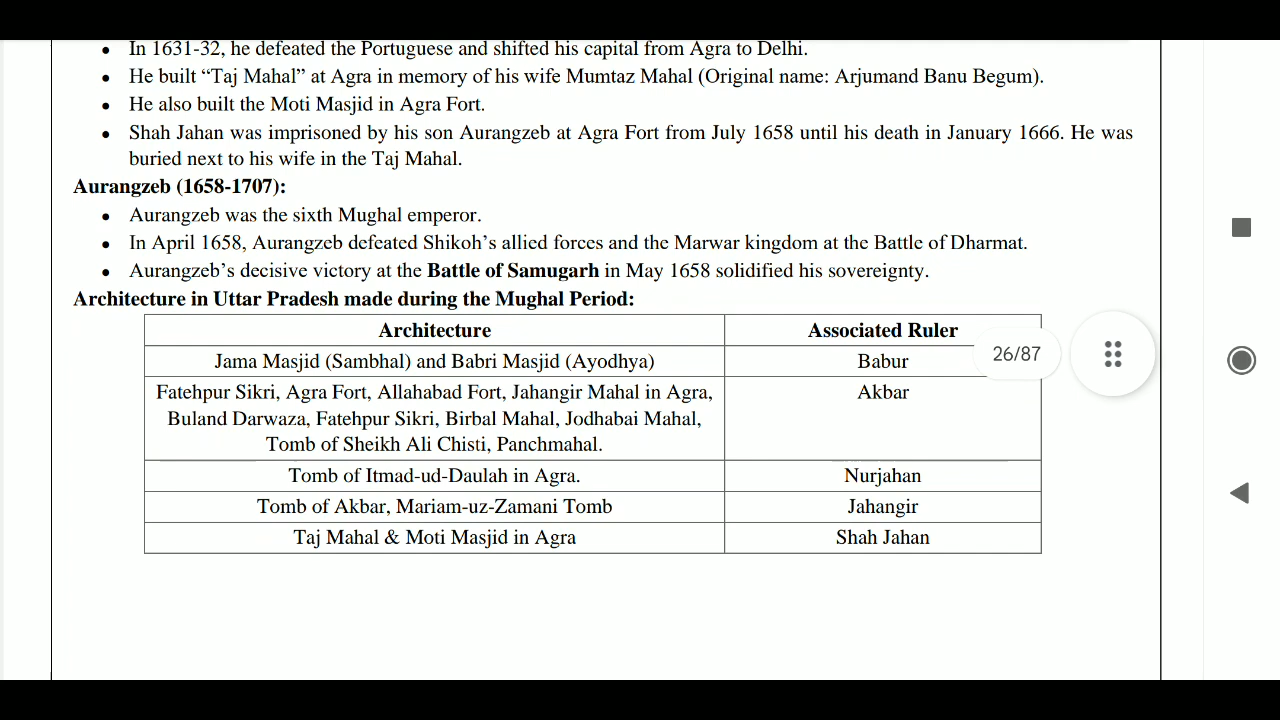 • In 1631-32, he defeated the Portuguese and shifted his capital from Agra to Delhi.
• He built “Taj Mahal” at Agra in memory of his wife Mumtaz Mahal (Original name: Arjumand Banu Begum).
• He also built the Moti Masjid in Agra Fort.
• Shah Jahan was imprisoned by his son Aurangzeb at Agra Fort from July 1658 until his death in January 1666. He was
buried next to his wife in the Taj Mahal.
Aurangzeb (1658-1707):
• Aurangzeb was the sixth Mughal emperor.
• In April 1658, Aurangzeb defeated Shikoh’s allied forces and the Marwar kingdom at the Battle of Dharmat.
• Aurangzeb’s decisive victory at the Battle of Samugarh in May 1658 solidified his sovereignty.
Architecture in Uttar Pradesh made during the Mughal Period:
Architecture Associated Ruler
26/87
Jama Masjid (Sambhal) and Babri Masjid (Ayodhya) Babur
Fatehpur Sikri, Agra Fort, Allahabad Fort, Jahangir Mahal in Agra, Akbar
Buland Darwaza, Fatehpur Sikri, Birbal Mahal, Jodhabai Mahal,
Tomb of Sheikh Ali Chisti, Panchmahal.
Tomb of Itmad-ud-Daulah in Agra. Nurjahan
Tomb of Akbar, Mariam-uz-Zamani Tomb Jahangir
Taj Mahal & Moti Masjid in Agra Shah Jahan